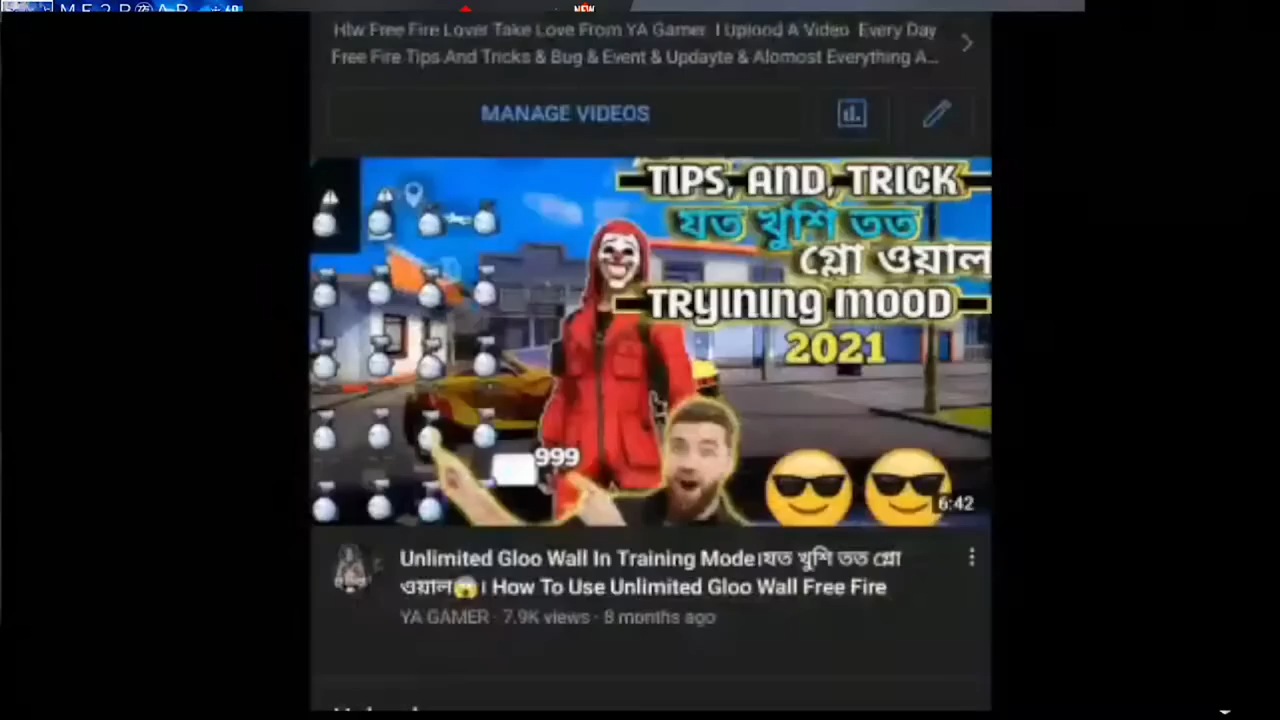 NEW
Hlw Free Fire Lover Take Love From YA Gamer I Uplond A Video Every Day
Free Fire Tips And Tricks & Bug & Event & Updayte & Alomost Everything A...
MANAGE VIDEOS
TIPS, AND, TRICK
যত খুশি তত
গ্লো ওয়াল
TRYINING MOOD
2021
999
6:42
Unlimited Gloo Wall In Training Mode।যত খুশি তত গ্লো
ওয়াল😱। How To Use Unlimited Gloo Wall Free Fire
YA GAMER · 7.9K views · 8 months ago